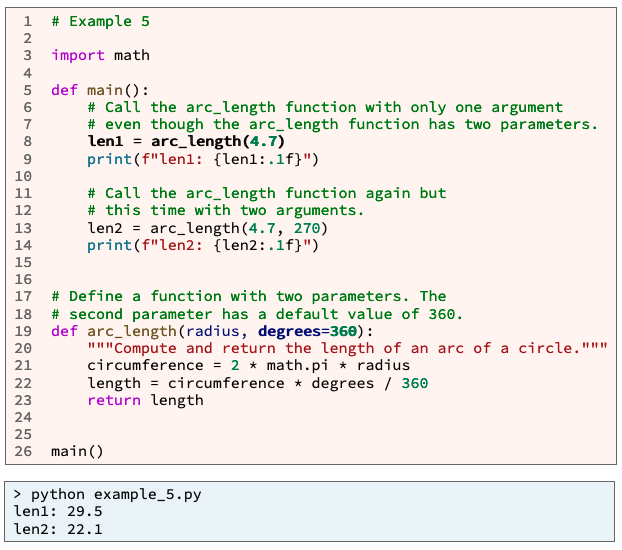 1 # Example 5
2
3 import math
4
5 def main():
6     # Call the arc_length function with only one argument
7     # even though the arc_length function has two parameters.
8     len1 = arc_length(4.7)
9     print(f"len1: {len1:.1f}")
10
11     # Call the arc_length function again but
12     # this time with two arguments.
13     len2 = arc_length(4.7, 270)
14     print(f"len2: {len2:.1f}")
15
16
17 # Define a function with two parameters. The
18 # second parameter has a default value of 360.
19 def arc_length(radius, degrees=360):
20     """Compute and return the length of an arc of a circle."""
21     circumference = 2 * math.pi * radius
22     length = circumference * degrees / 360
23     return length
24
25
26 main()
> python example_5.py
len1: 29.5
len2: 22.1